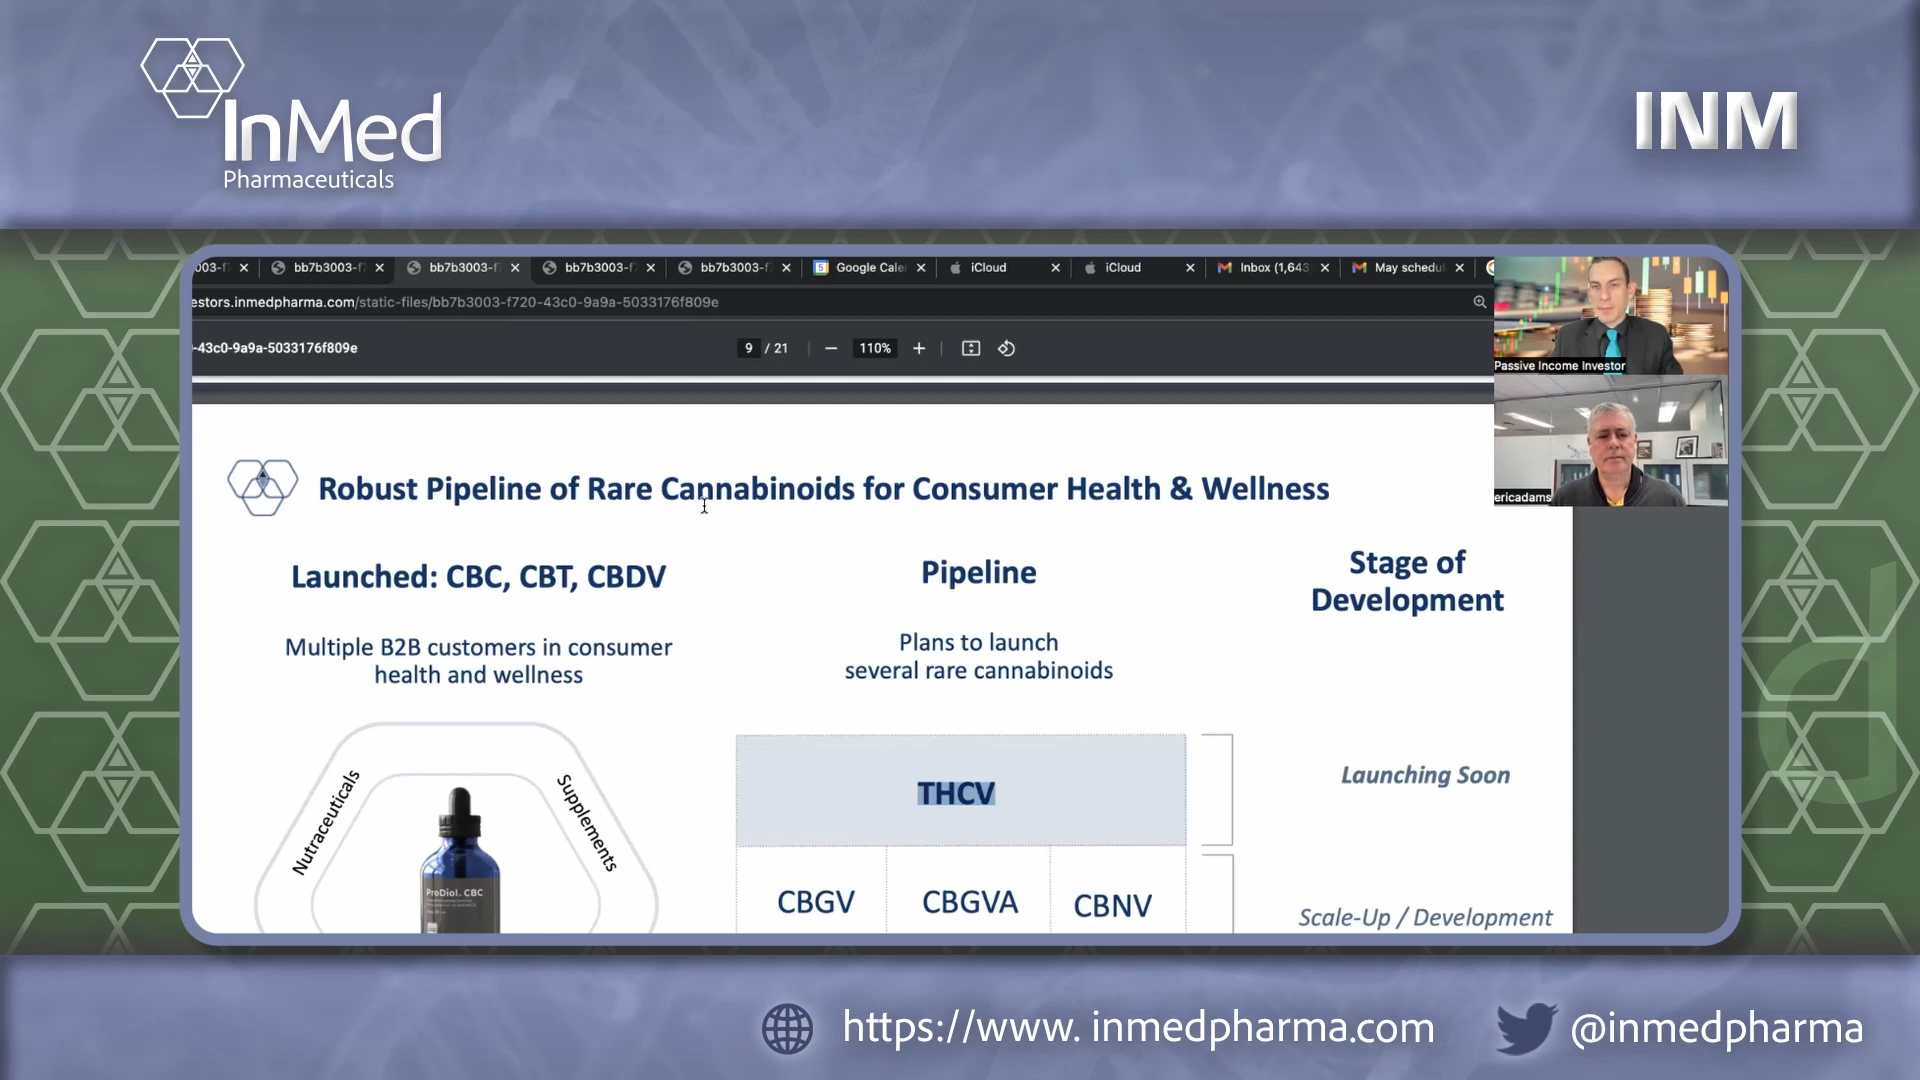 InMed
Pharmaceuticals
INM
03-f
bb7b3003-f
bb7b3003-f
bb7b3003-f
bb7b3003-f
Google Cale
iCloud
iCloud
Inbox (1,643
May schedul
estors.inmedpharma.com/static-files/bb7b3003-f720-43c0-9a9a-5033176f809e
-43c0-9a9a-5033176f809e
9 / 21
110%
Passive Income Investor
ericadams
Robust Pipeline of Rare Cannabinoids for Consumer Health & Wellness
Launched: CBC, CBT, CBDV
Multiple B2B customers in consumer
health and wellness
Nutraceuticals
Supplements
ProDiol CBC
Pipeline
Plans to launch
several rare cannabinoids
THCV
CBGV
CBGVA
CBNV
Stage of
Development
Launching Soon
Scale-Up / Development
https://www. inmedpharma.com
@inmedpharma